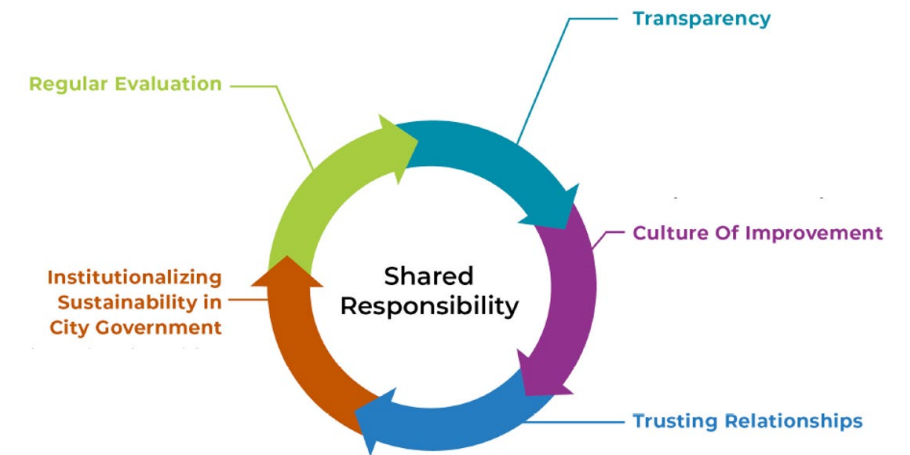 Transparency
Regular Evaluation
Culture Of Improvement
Shared
Responsibility
Institutionalizing
Sustainability in
City Government
Trusting Relationships